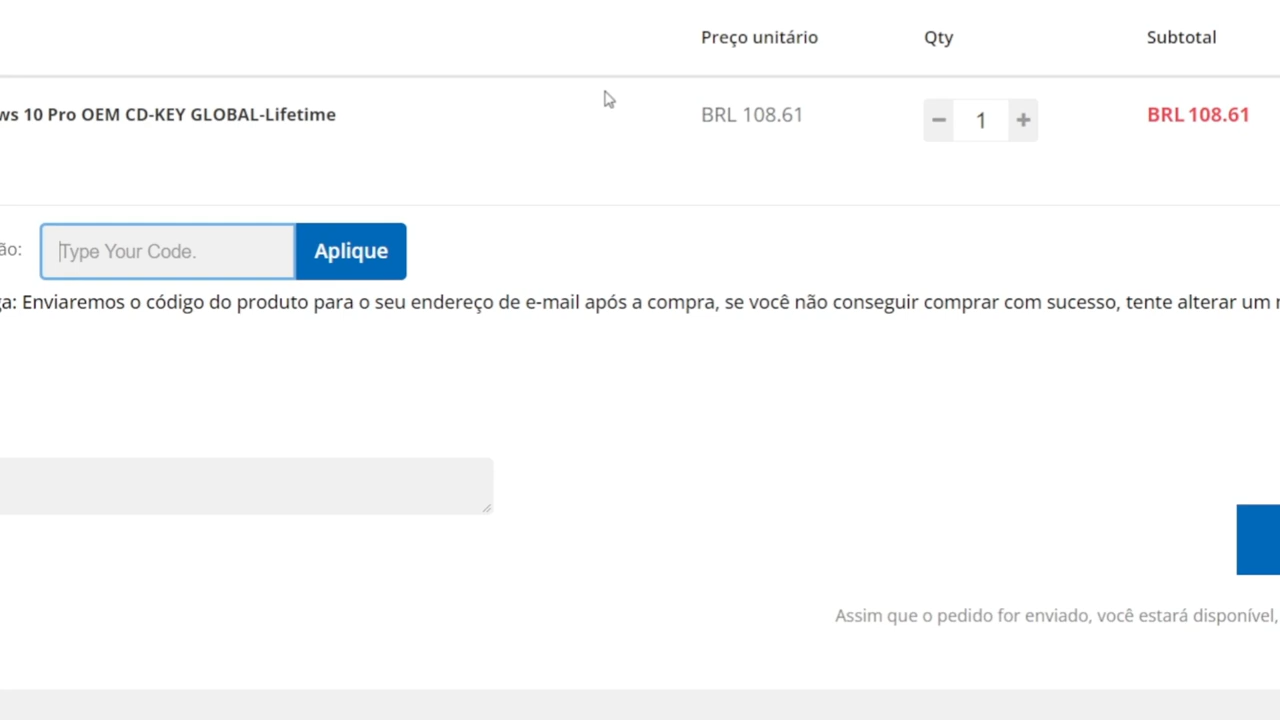 Preço unitário Qty Subtotal
ws 10 Pro OEM CD-KEY GLOBAL-Lifetime BRL 108.61 − 1 + BRL 108.61
ão: Type Your Code. Aplique
ga: Enviaremos o código do produto para o seu endereço de e-mail após a compra, se você não conseguir comprar com sucesso, tente alterar um
Assim que o pedido for enviado, você estará disponível,